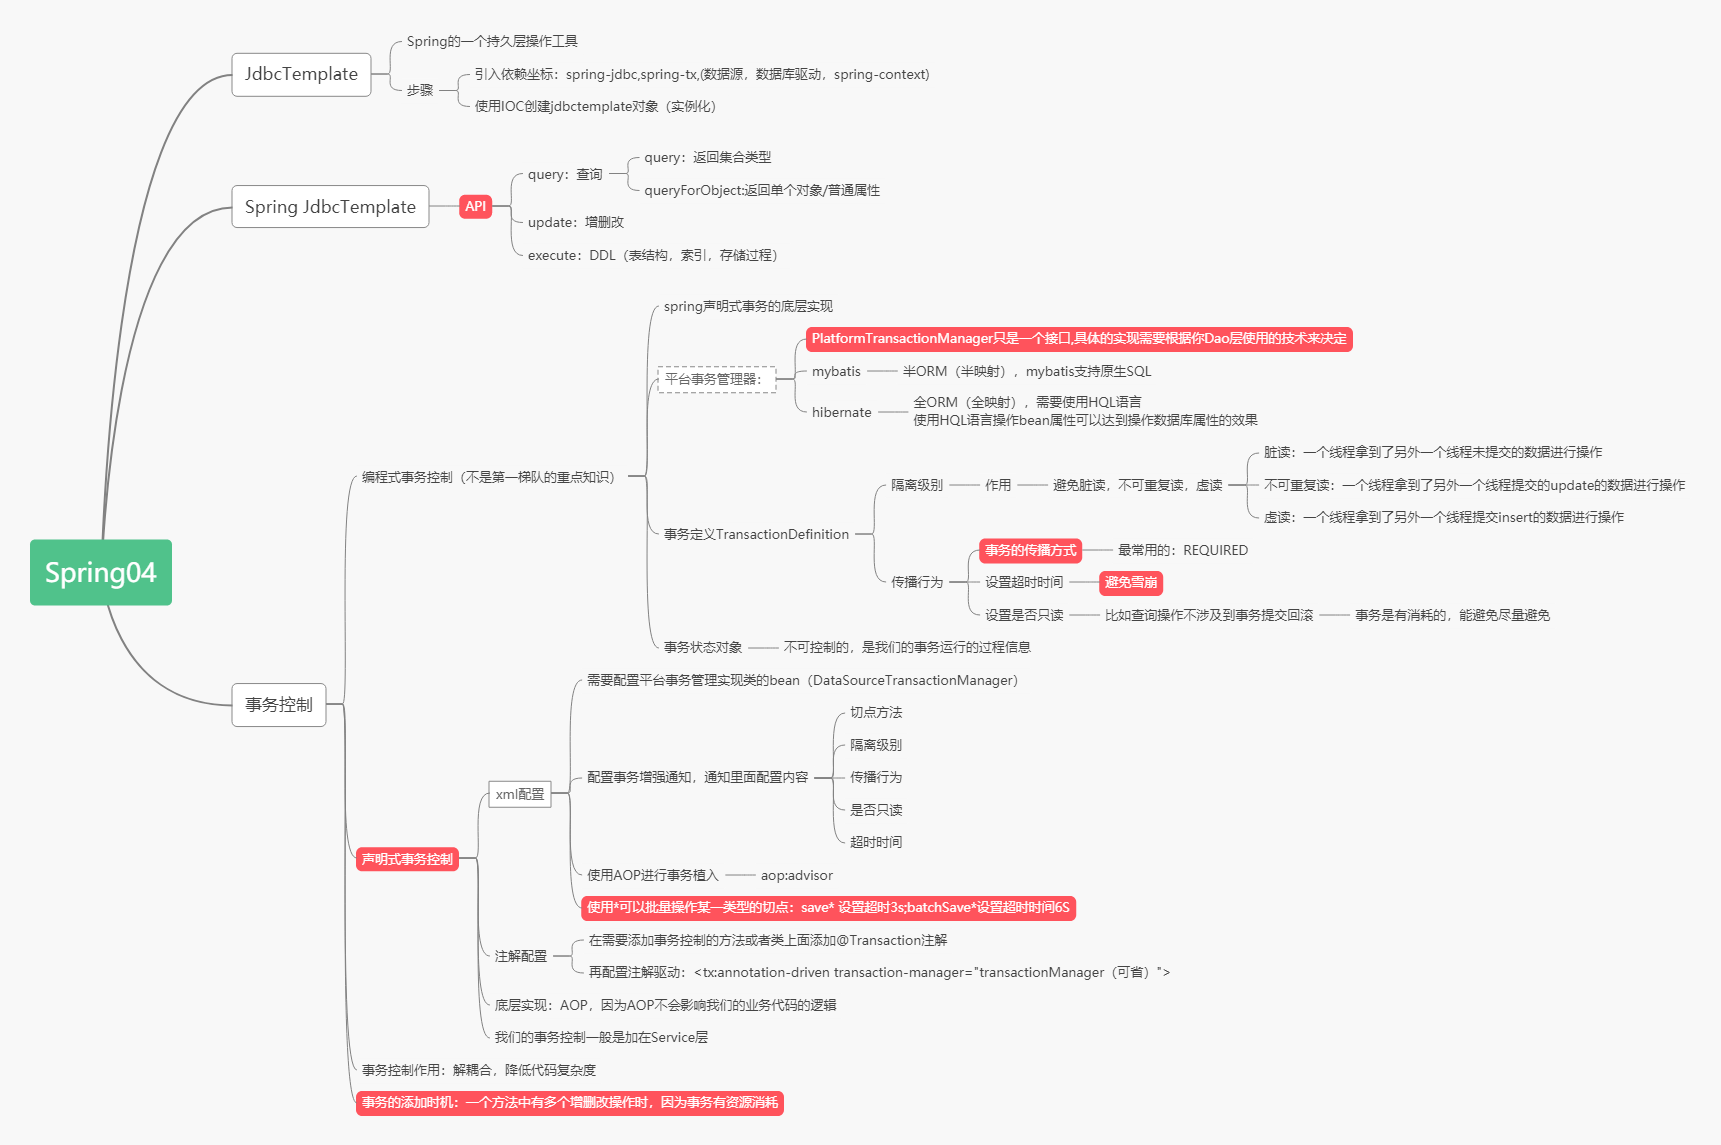 Spring04
JdbcTemplate
Spring的一个持久层操作工具
步骤
引入依赖坐标：spring-jdbc,spring-tx,(数据源，数据库驱动，spring-context)
使用IOC创建jdbctemplate对象（实例化）
Spring JdbcTemplate
API
query：查询
query：返回集合类型
queryForObject:返回单个对象/普通属性
update：增删改
execute：DDL（表结构，索引，存储过程）
事务控制
编程式事务控制（不是第一梯队的重点知识）
spring声明式事务的底层实现
平台事务管理器：
PlatformTransactionManager只是一个接口,具体的实现需要根据你Dao层使用的技术来决定
mybatis
半ORM（半映射），mybatis支持原生SQL
hibernate
全ORM（全映射），需要使用HQL语言
使用HQL语言操作bean属性可以达到操作数据库属性的效果
事务定义TransactionDefinition
隔离级别
作用
避免脏读，不可重复读，虚读
脏读：一个线程拿到了另外一个线程未提交的数据进行操作
不可重复读：一个线程拿到了另外一个线程提交的update的数据进行操作
虚读：一个线程拿到了另外一个线程提交insert的数据进行操作
传播行为
事务的传播方式
最常用的：REQUIRED
设置超时时间
避免雪崩
设置是否只读
比如查询操作不涉及到事务提交回滚
事务是有消耗的，能避免尽量避免
事务状态对象
不可控制的，是我们的事务运行的过程信息
声明式事务控制
xml配置
需要配置平台事务管理实现类的bean（DataSourceTransactionManager）
配置事务增强通知，通知里面配置内容
切点方法
隔离级别
传播行为
是否只读
超时时间
使用AOP进行事务植入
aop:advisor
使用*可以批量操作某一类型的切点：save* 设置超时3s;batchSave*设置超时时间6S
注解配置
在需要添加事务控制的方法或者类上面添加@Transaction注解
再配置注解驱动：<tx:annotation-driven transaction-manager="transactionManager（可省）">
底层实现：AOP，因为AOP不会影响我们的业务代码的逻辑
我们的事务控制一般是加在Service层
事务控制作用：解耦合，降低代码复杂度
事务的添加时机：一个方法中有多个增删改操作时，因为事务有资源消耗